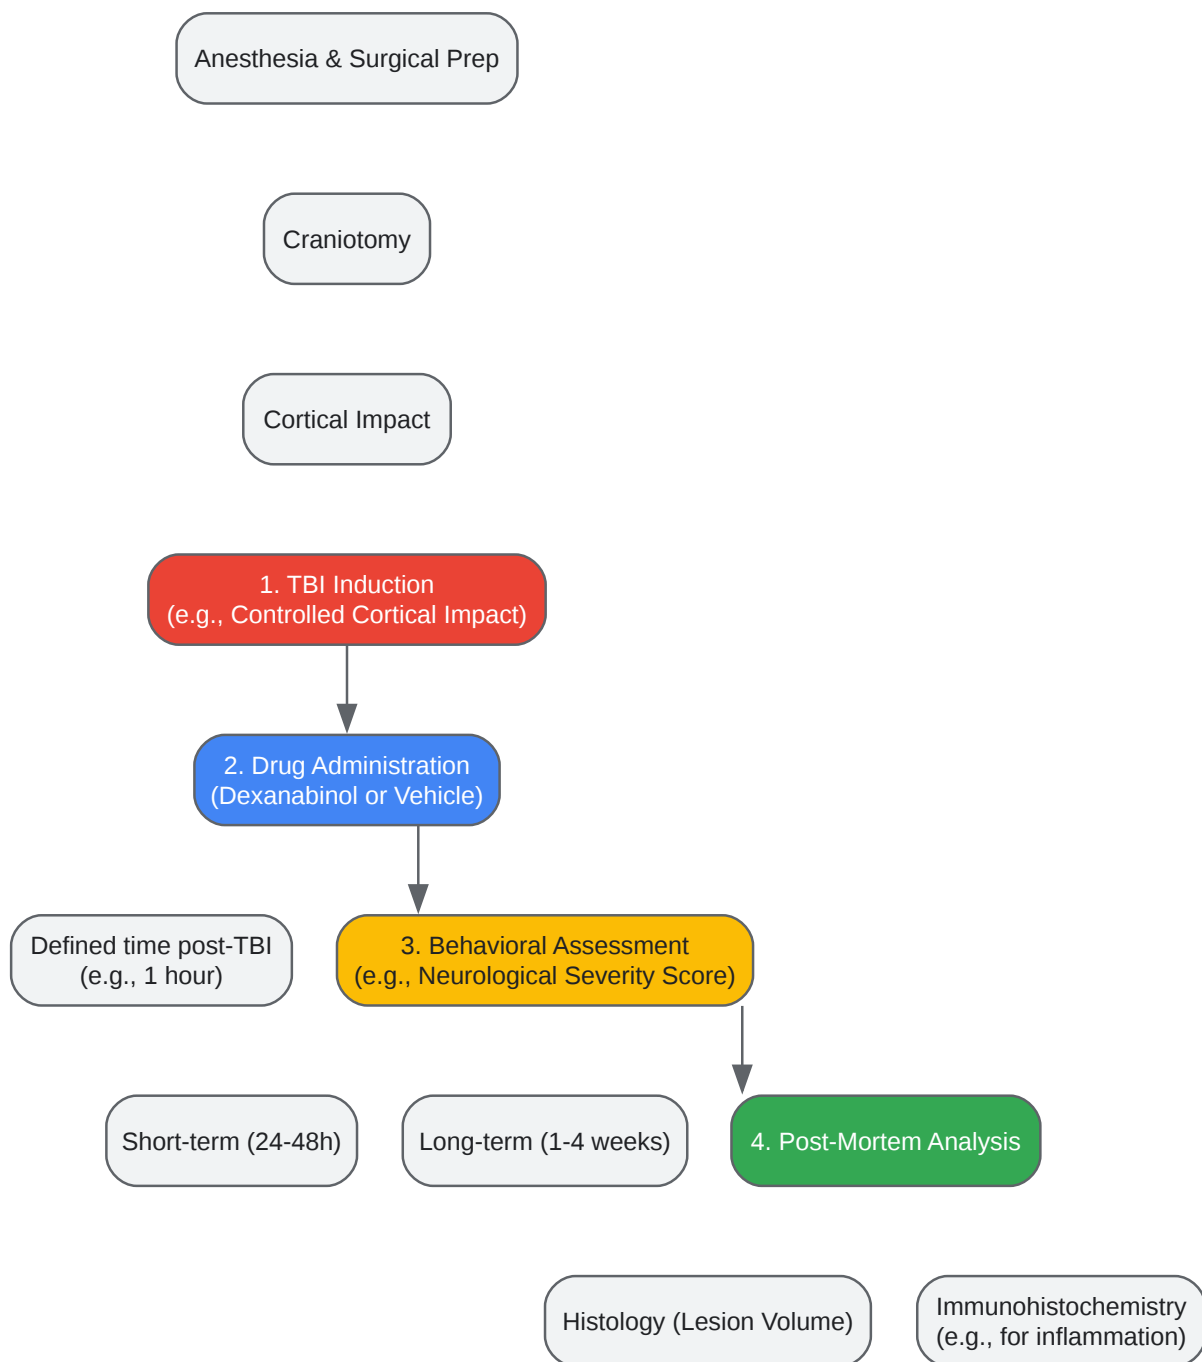 Anesthesia & Surgical Prep
Craniotomy
Cortical Impact
1. TBI Induction
(e.g., Controlled Cortical Impact)
2. Drug Administration
(Dexanabinol or Vehicle)
Defined time post-TBI
(e.g., 1 hour)
3. Behavioral Assessment
(e.g., Neurological Severity Score)
Short-term (24-48h)
Long-term (1-4 weeks)
4. Post-Mortem Analysis
Histology (Lesion Volume)
Immunohistochemistry
(e.g., for inflammation)